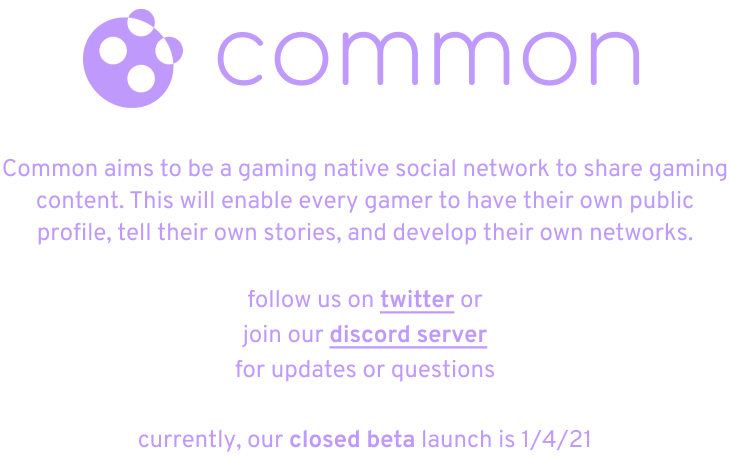 common
Common aims to be a gaming native social network to share gaming
content. This will enable every gamer to have their own public
profile, tell their own stories, and develop their own networks.
follow us on twitter or
join our discord server
for updates or questions
currently, our closed beta launch is 1/4/21